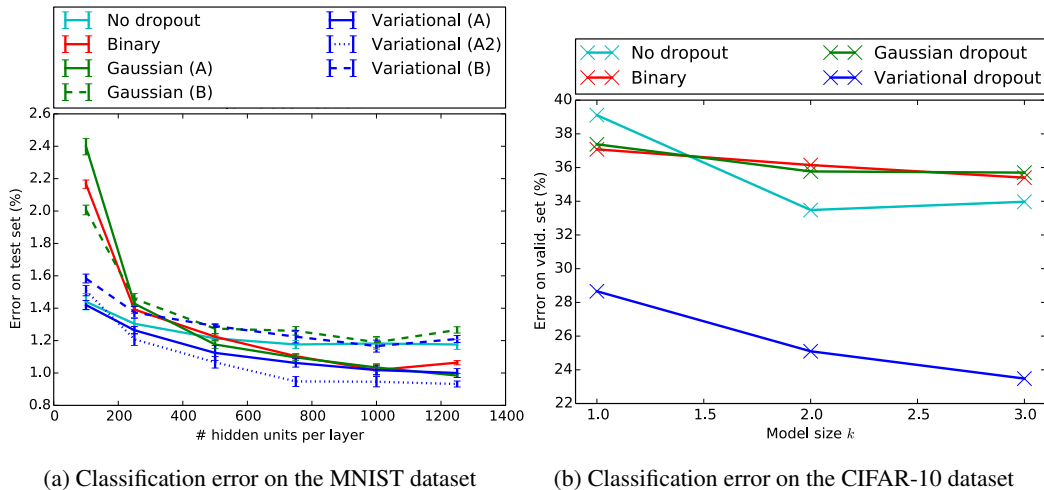 No dropout
Binary
Gaussian (A)
Gaussian (B)
Variational (A)
Variational (A2)
Variational (B)
Error on test set (%)
2.6
2.4
2.2
2.0
1.8
1.6
1.4
1.2
1.0
0.8
0 200 400 600 800 1000 1200 1400
# hidden units per layer
(a) Classification error on the MNIST dataset
No dropout
Binary
Gaussian dropout
Variational dropout
Error on valid. set (%)
40
38
36
34
32
30
28
26
24
22
1.0 1.5 2.0 2.5 3.0
Model size k
(b) Classification error on the CIFAR-10 dataset